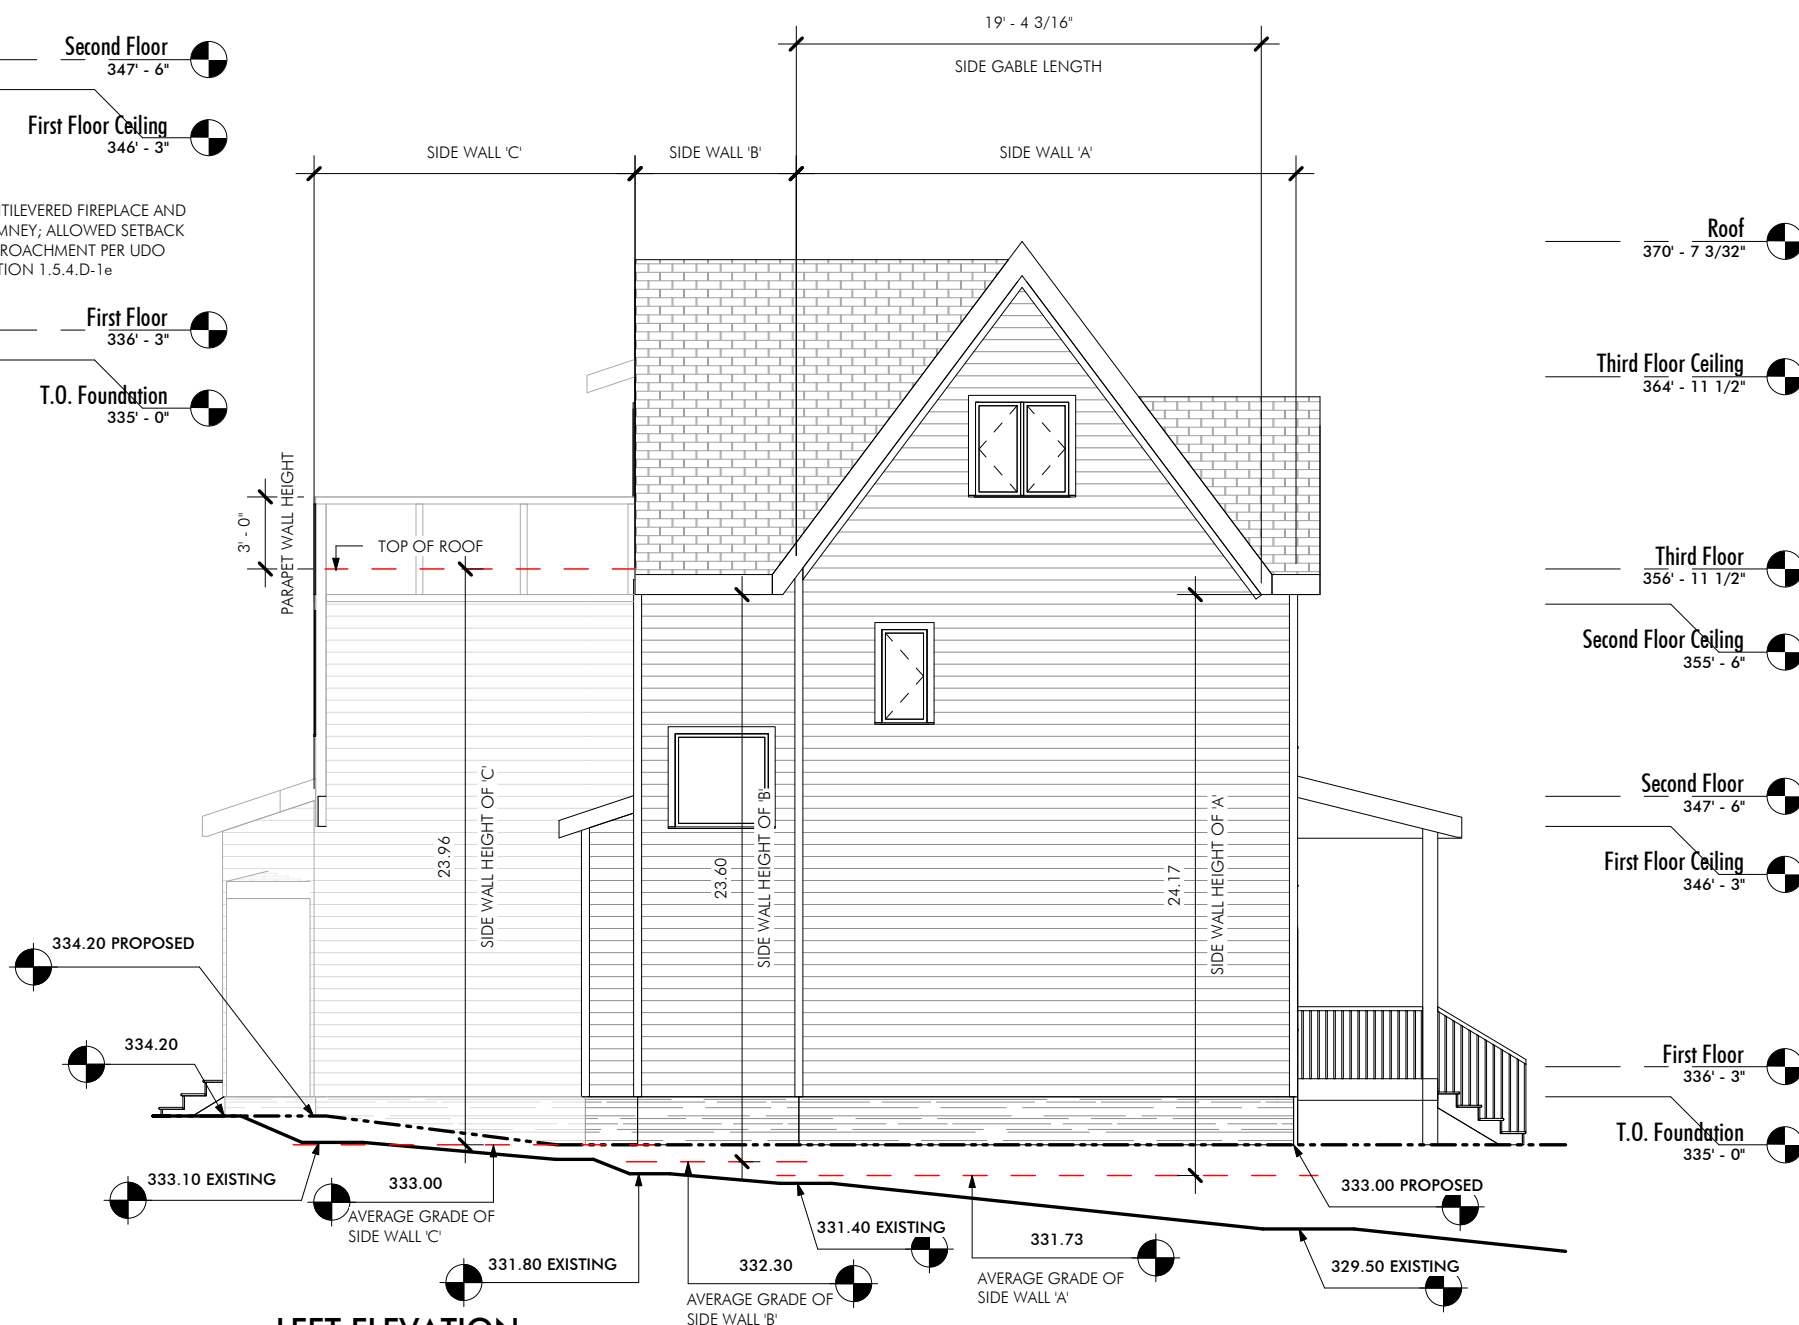 19' - 4 3/16"
SIDE GABLE LENGTH
Second Floor
347' - 6"
First Floor Ceiling
346' - 3"
SIDE WALL 'C'
SIDE WALL 'B'
SIDE WALL 'A'
TILEVERED FIREPLACE AND
MNEY; ALLOWED SETBACK
ROACHMENT PER UDO
TION 1.5.4.D-1e
First Floor
336' - 3"
T.O. Foundation
335' - 0"
Roof
370' - 7 3/32"
Third Floor Ceiling
364' - 11 1/2"
Third Floor
356' - 11 1/2"
Second Floor Ceiling
355' - 6"
Second Floor
347' - 6"
First Floor Ceiling
346' - 3"
First Floor
336' - 3"
T.O. Foundation
335' - 0"
3' - 0"
PARAPET WALL HEIGHT
TOP OF ROOF
23.96
SIDE WALL HEIGHT OF 'C'
23.60
SIDE WALL HEIGHT OF 'B'
24.17
SIDE WALL HEIGHT OF 'A'
334.20 PROPOSED
334.20
333.10 EXISTING
333.00
AVERAGE GRADE OF
SIDE WALL 'C'
331.80 EXISTING
332.30
AVERAGE GRADE OF
SIDE WALL 'B'
331.40 EXISTING
331.73
AVERAGE GRADE OF
SIDE WALL 'A'
333.00 PROPOSED
329.50 EXISTING
LEFT ELEVATION